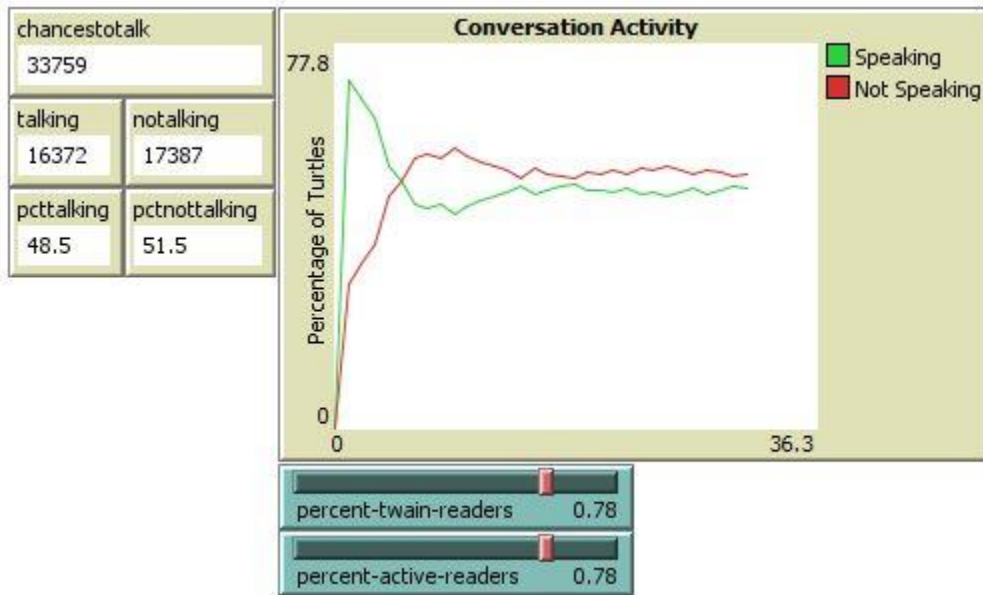 chancestotalk
33759
talking
16372
notalking
17387
pcttalking
48.5
pctnottalking
51.5
Conversation Activity
77.8
Percentage of Turtles
0
0
36.3
Speaking
Not Speaking
percent-twain-readers 0.78
percent-active-readers 0.78